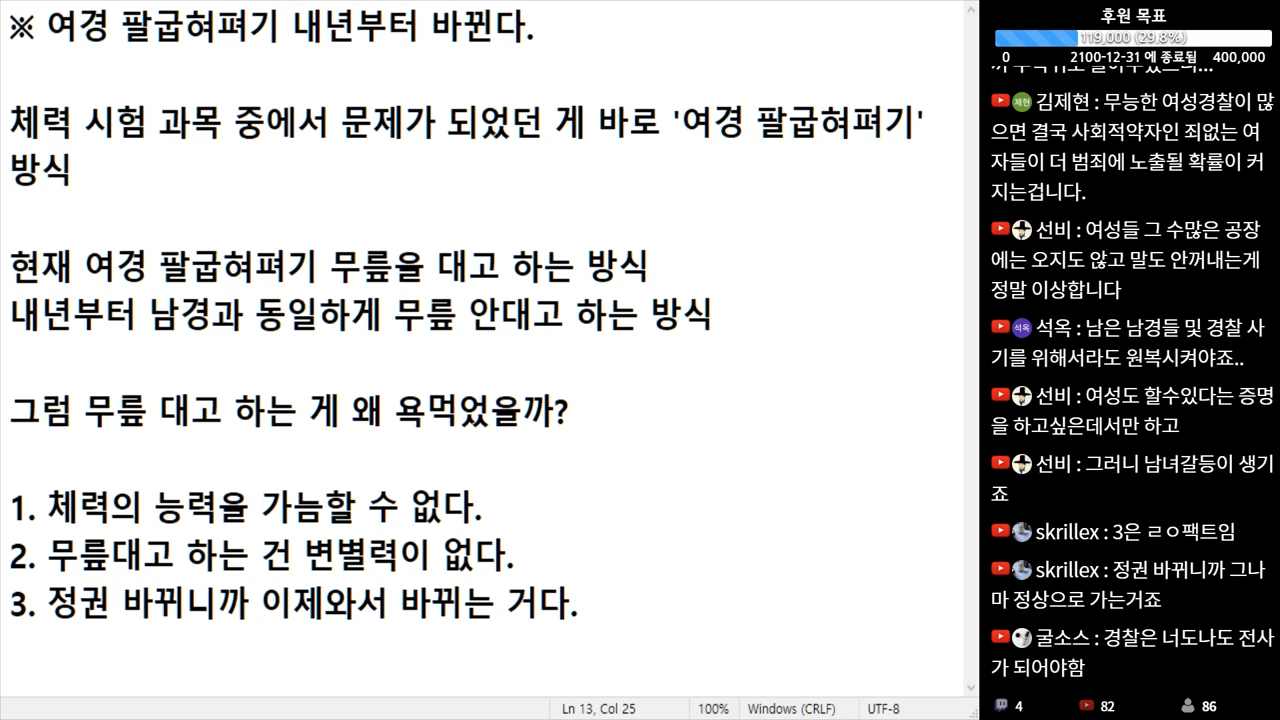 ※ 여경 팔굽혀펴기 내년부터 바뀐다.
체력 시험 과목 중에서 문제가 되었던 게 바로 '여경 팔굽혀펴기'
방식
현재 여경 팔굽혀펴기 무릎을 대고 하는 방식
내년부터 남경과 동일하게 무릎 안대고 하는 방식
그럼 무릎 대고 하는 게 왜 욕먹었을까?
1. 체력의 능력을 가늠할 수 없다.
2. 무릎대고 하는 건 변별력이 없다.
3. 정권 바뀌니까 이제와서 바뀌는 거다.
Ln 13, Col 25
100%
Windows (CRLF)
UTF-8
후원 목표
119,000 (29.8%)
0
2100-12-31 에 종료됨
400,000
제현 김제현 : 무능한 여성경찰이 많
으면 결국 사회적약자인 죄없는 여
자들이 더 범죄에 노출될 확률이 커
지는겁니다.
선비 : 여성들 그 수많은 공장
에는 오지도 않고 말도 안꺼내는게
정말 이상합니다
석옥 석옥 : 남은 남경들 및 경찰 사
기를 위해서라도 원복시켜야죠..
선비 : 여성도 할수있다는 증명
을 하고싶은데서만 하고
선비 : 그러니 남녀갈등이 생기
죠
skrillex : 3은 ㄹㅇ팩트임
skrillex : 정권 바뀌니까 그나
마 정상으로 가는거죠
굴소스 : 경찰은 너도나도 전사
가 되어야함
4
82
86